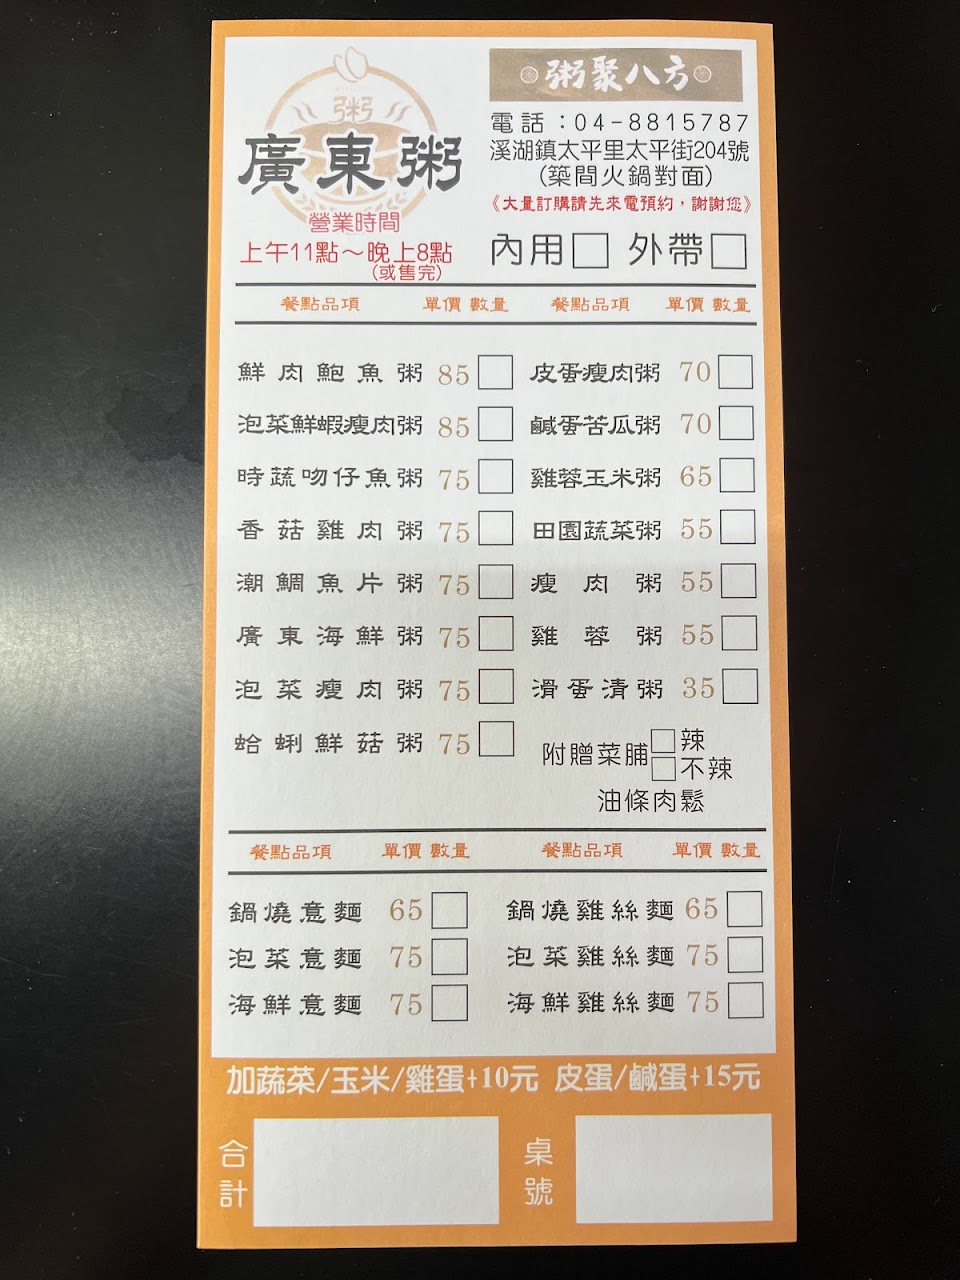 粥
廣東粥
營業時間
上午11點～晚上8點
(或售完)
粥聚八方
電話：04-8815787
溪湖鎮太平里太平街204號
(築間火鍋對面)
《大量訂購請先來電預約，謝謝您》
內用□ 外帶□
餐點品項 單價 數量 餐點品項 單價 數量
鮮肉鮑魚粥 85 □ 皮蛋瘦肉粥 70 □
泡菜鮮蝦瘦肉粥 85 □ 鹹蛋苦瓜粥 70 □
時蔬吻仔魚粥 75 □ 雞蓉玉米粥 65 □
香菇雞肉粥 75 □ 田園蔬菜粥 55 □
潮鯛魚片粥 75 □ 瘦肉粥 55 □
廣東海鮮粥 75 □ 雞蓉粥 55 □
泡菜瘦肉粥 75 □ 滑蛋清粥 35 □
蛤蜊鮮菇粥 75 □
附贈菜脯 □辣
□不辣
油條肉鬆
餐點品項 單價 數量 餐點品項 單價 數量
鍋燒意麵 65 □ 鍋燒雞絲麵 65 □
泡菜意麵 75 □ 泡菜雞絲麵 75 □
海鮮意麵 75 □ 海鮮雞絲麵 75 □
加蔬菜/玉米/雞蛋+10元 皮蛋/鹹蛋+15元
合計 桌號